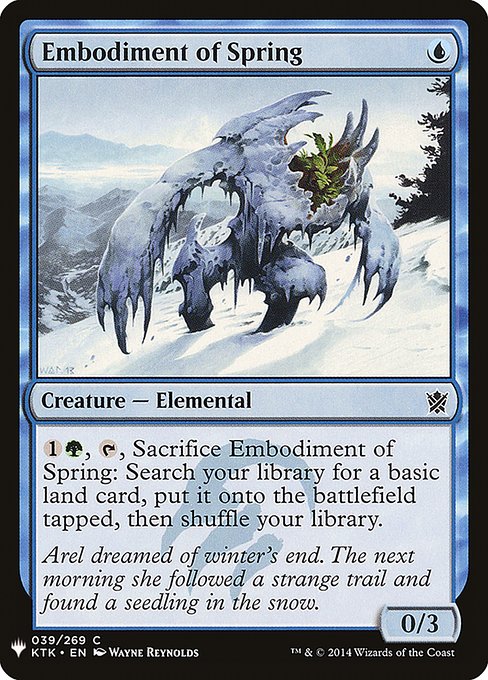 Embodiment of Spring
WAR 13
Creature — Elemental
1, Sacrifice Embodiment of
Spring: Search your library for a basic
land card, put it onto the battlefield
tapped, then shuffle your library.
Arel dreamed of winter's end. The next
morning she followed a strange trail and
found a seedling in the snow.
0/3
039/269 C
KTK • EN Wayne Reynolds
™ & © 2014 Wizards of the Coast